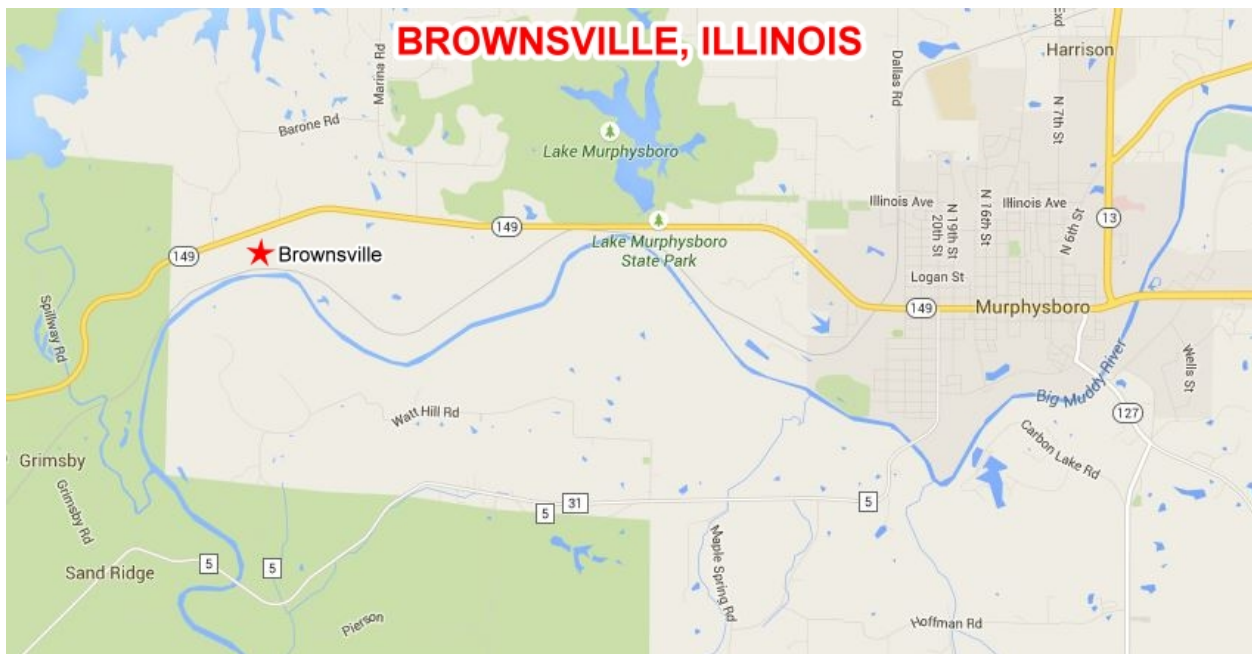 BROWNSVILLE, ILLINOIS
Exd
Harrison
Dallas Rd
Marina Rd
N 7th St
Barone Rd
Lake Murphysboro
Illinois Ave
Illinois Ave
N 19th St
20th St
N 16th St
N 6th St
13
149
149
Lake Murphysboro
State Park
Brownsville
149
Logan St
149
Murphysboro
Spillway Rd
Wells St
Big Muddy River
Watt Hill Rd
127
Carbon Lake Rd
Grimsby
Grimsby Rd
5
31
5
Maple Spring Rd
Sand Ridge
5
5
Pierson
Hoffman Rd